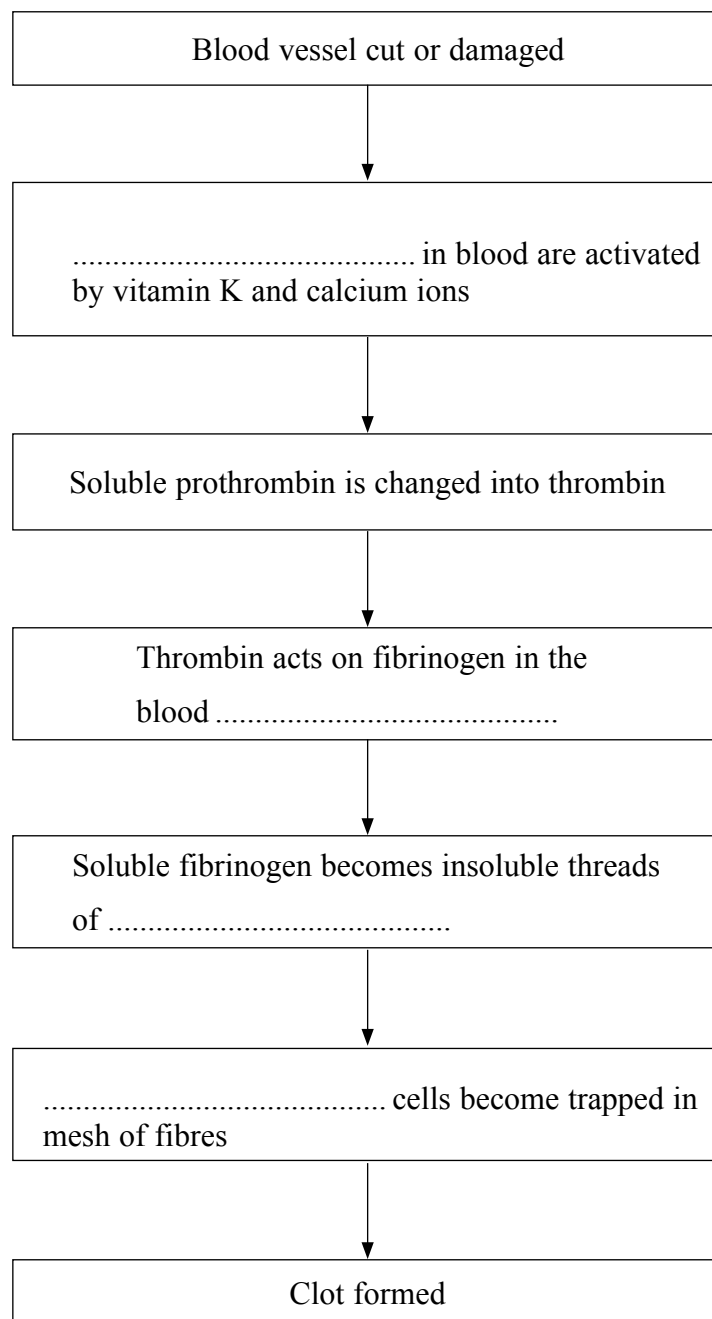 Blood vessel cut or damaged
.......................................... in blood are activated
by vitamin K and calcium ions
Soluble prothrombin is changed into thrombin
Thrombin acts on fibrinogen in the
blood ..........................................
Soluble fibrinogen becomes insoluble threads
of ..........................................
.......................................... cells become trapped in
mesh of fibres
Clot formed